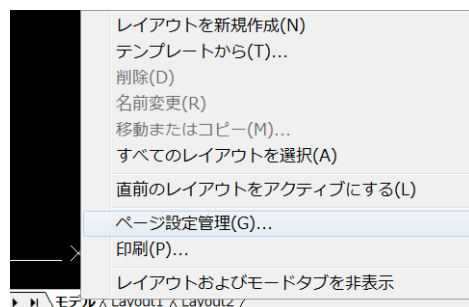 レイアウトを新規作成(N)
テンプレートから(T)...
削除(D)
名前変更(R)
移動またはコピー(M)...
すべてのレイアウトを選択(A)
直前のレイアウトをアクティブにする(L)
ページ設定管理(G)...
印刷(P)...
レイアウトおよびモードタブを非表示
モデル Layout1 Layout2